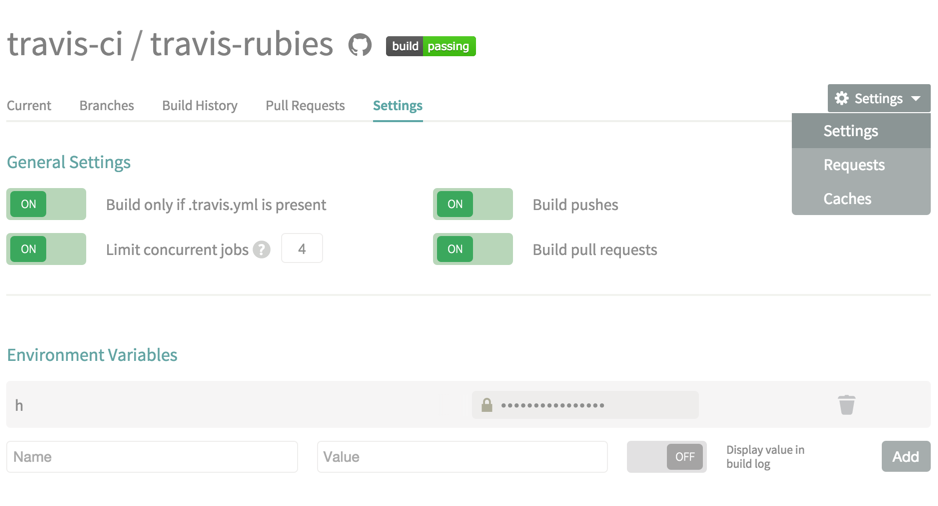 travis-ci / travis-rubies build passing
Current Branches Build History Pull Requests Settings Settings
Settings
Requests
Caches
General Settings
ON Build only if .travis.yml is present ON Build pushes
ON Limit concurrent jobs ? 4 ON Build pull requests
Environment Variables
h ••••••••••••••••
Name Value OFF Display value in
build log
Add